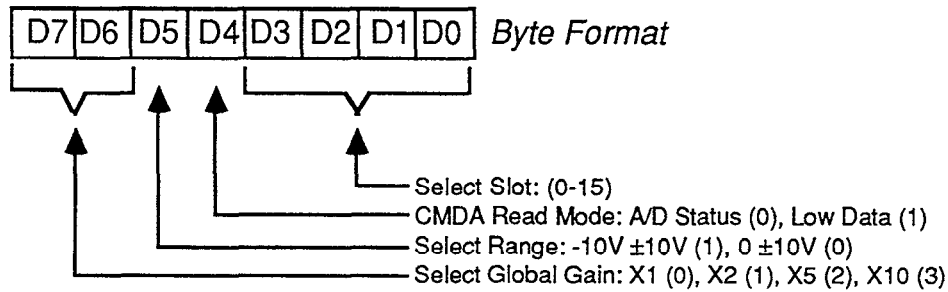 D7 D6 D5 D4 D3 D2 D1 D0 Byte Format
Select Slot: (0-15)
CMDA Read Mode: A/D Status (0), Low Data (1)
Select Range: -10V ±10V (1), 0 ±10V (0)
Select Global Gain: X1 (0), X2 (1), X5 (2), X10 (3)